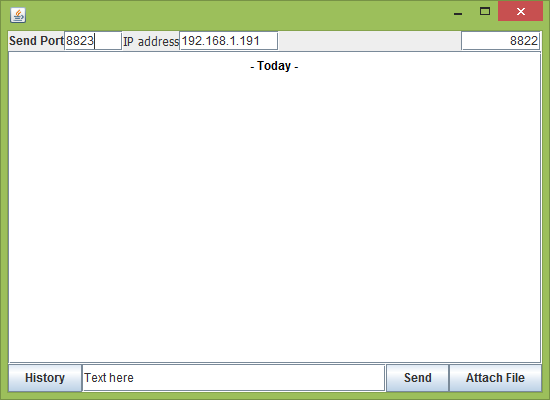 Send Port 8823 IP address 192.168.1.191 8822
- Today -
History Text here Send Attach File